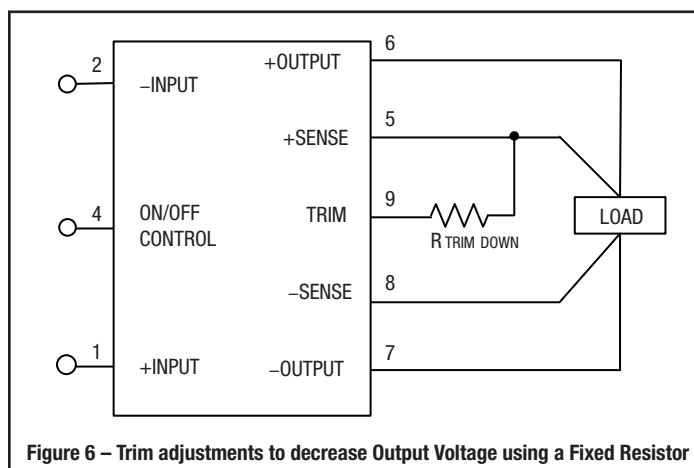 6
+OUTPUT
2
–INPUT
5
+SENSE
9
4
ON/OFF
CONTROL
TRIM
LOAD
R TRIM DOWN
–SENSE
8
1
+INPUT
7
–OUTPUT
Figure 6 – Trim adjustments to decrease Output Voltage using a Fixed Resistor